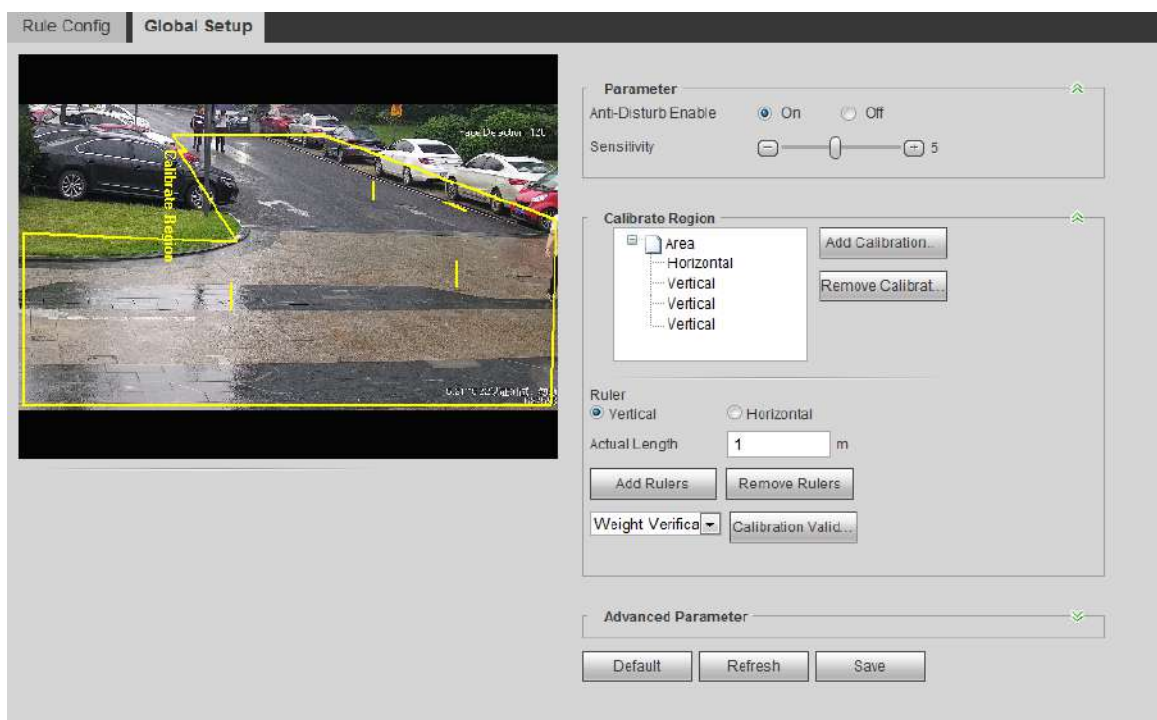 Rule Config Global Setup
Calibrate Region
Parameter
Anti-Disturb Enable On Off
Sensitivity 5
Calibrate Region
Area
Horizontal
Vertical
Vertical
Vertical
Add Calibration..
Remove Calibrat...
Ruler
Vertical Horizontal
Actual Length 1 m
Add Rulers Remove Rulers
Weight Verifica Calibration Valid...
Advanced Parameter
Default Refresh Save